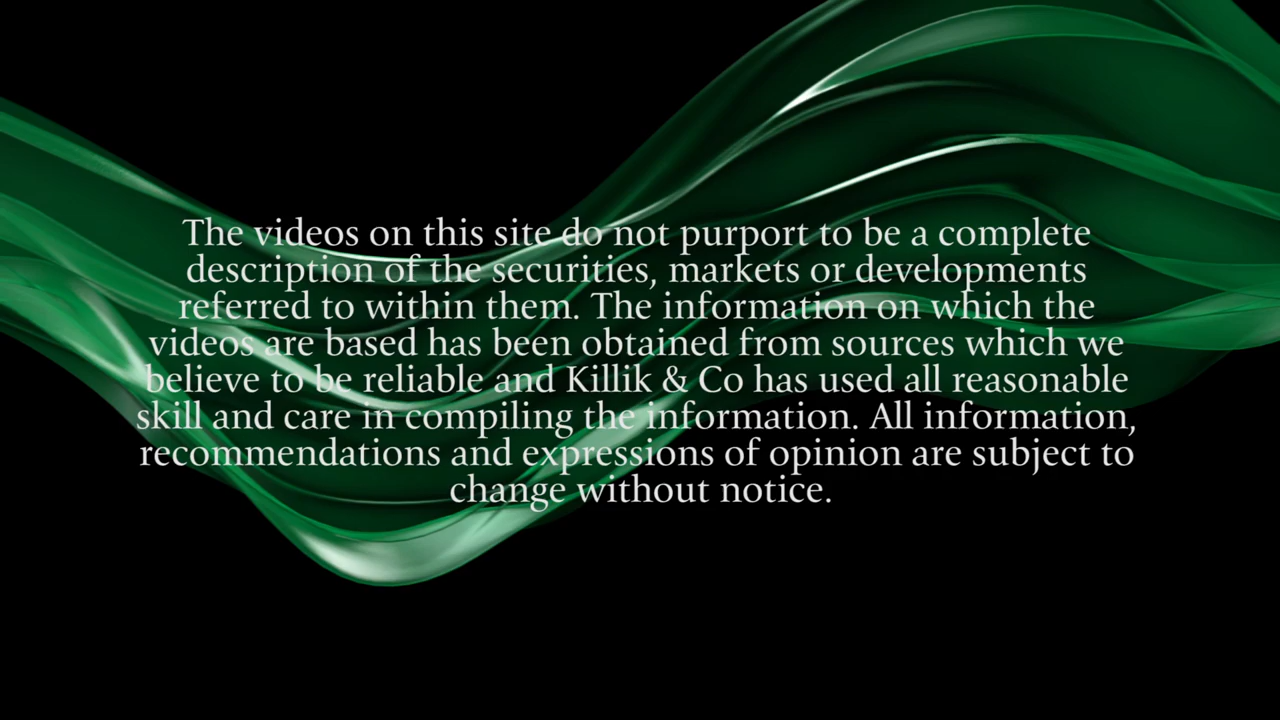 The videos on this site do not purport to be a complete
description of the securities, markets or developments
referred to within them. The information on which the
videos are based has been obtained from sources which we
believe to be reliable and Killik & Co has used all reasonable
skill and care in compiling the information. All information,
recommendations and expressions of opinion are subject to
change without notice.